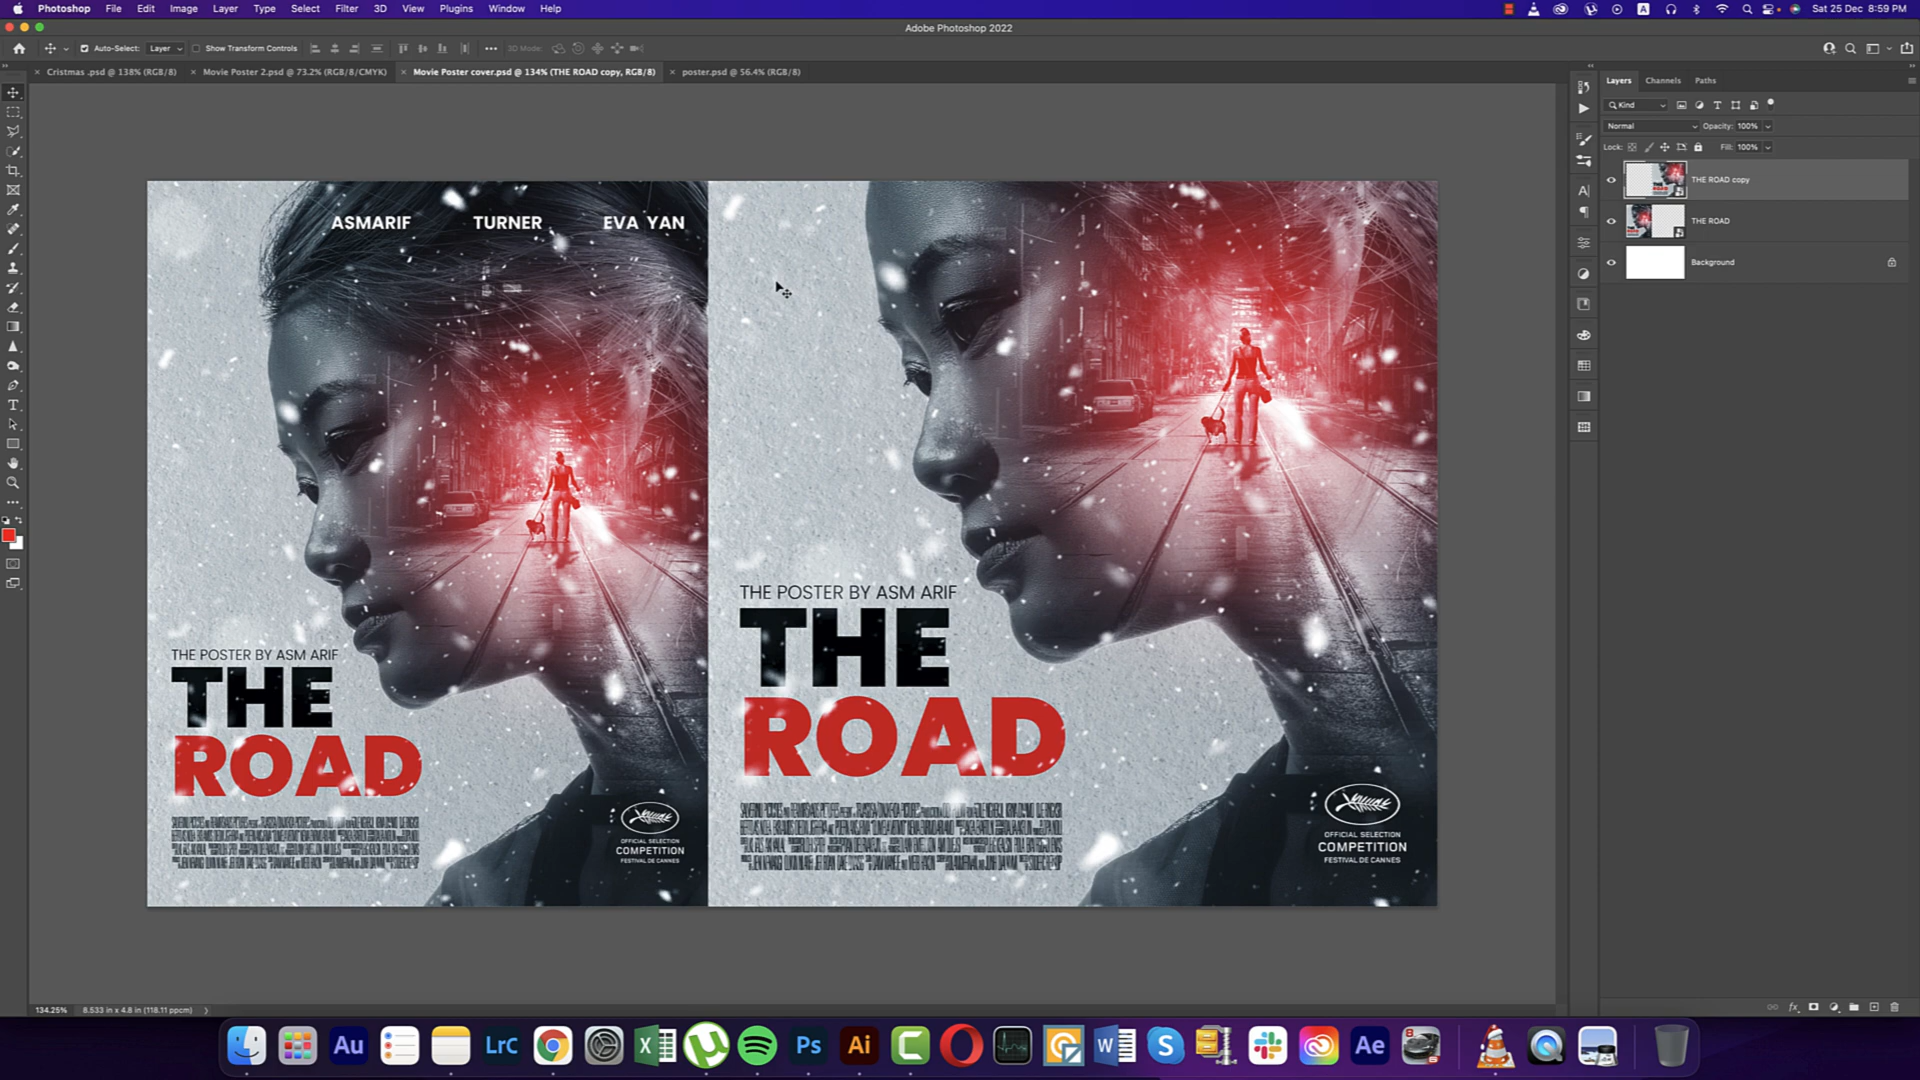 Photoshop File Edit Image Layer Type Select Filter 3D View Plugins Window Help
A
Sat 25 Dec 8:59 PM
Adobe Photoshop 2022
Auto-Select: Layer Show Transform Controls 3D Mode:
Cristmas .psd @ 138% (RGB/8) Movie Poster 2.psd @ 73.2% (RGB/8/CMYK) Movie Poster cover.psd @ 134% (THE ROAD copy, RGB/8) poster.psd @ 56.4% (RGB/8)
Layers Channels Paths
Kind
Normal Opacity: 100%
Lock: Fill: 100%
THE ROAD copy
THE ROAD
Background
ASMARIF TURNER EVA YAN
THE POSTER BY ASM ARIF
THE
ROAD
OFFICIAL SELECTION
COMPETITION
FESTIVAL DE CANNES
THE POSTER BY ASM ARIF
THE
ROAD
OFFICIAL SELECTION
COMPETITION
FESTIVAL DE CANNES
134.25% 8.533 in x 4.8 in (118.11 ppcm)
Au LrC Ps Ai Ae